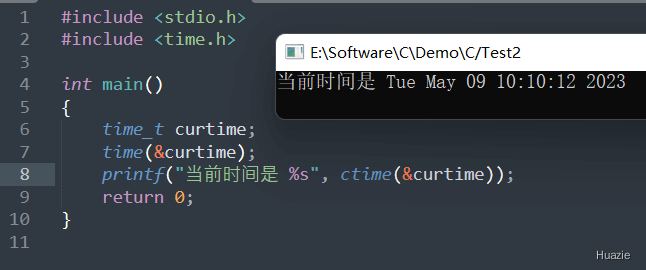 1 #include <stdio.h>
2 #include <time.h>
3
4 int main()
5 {
6     time_t curtime;
7     time(&curtime);
8     printf("当前时间是 %s", ctime(&curtime));
9     return 0;
10 }
11
E:\Software\C\Demo\C/Test2
当前时间是 Tue May 09 10:10:12 2023
Huazie